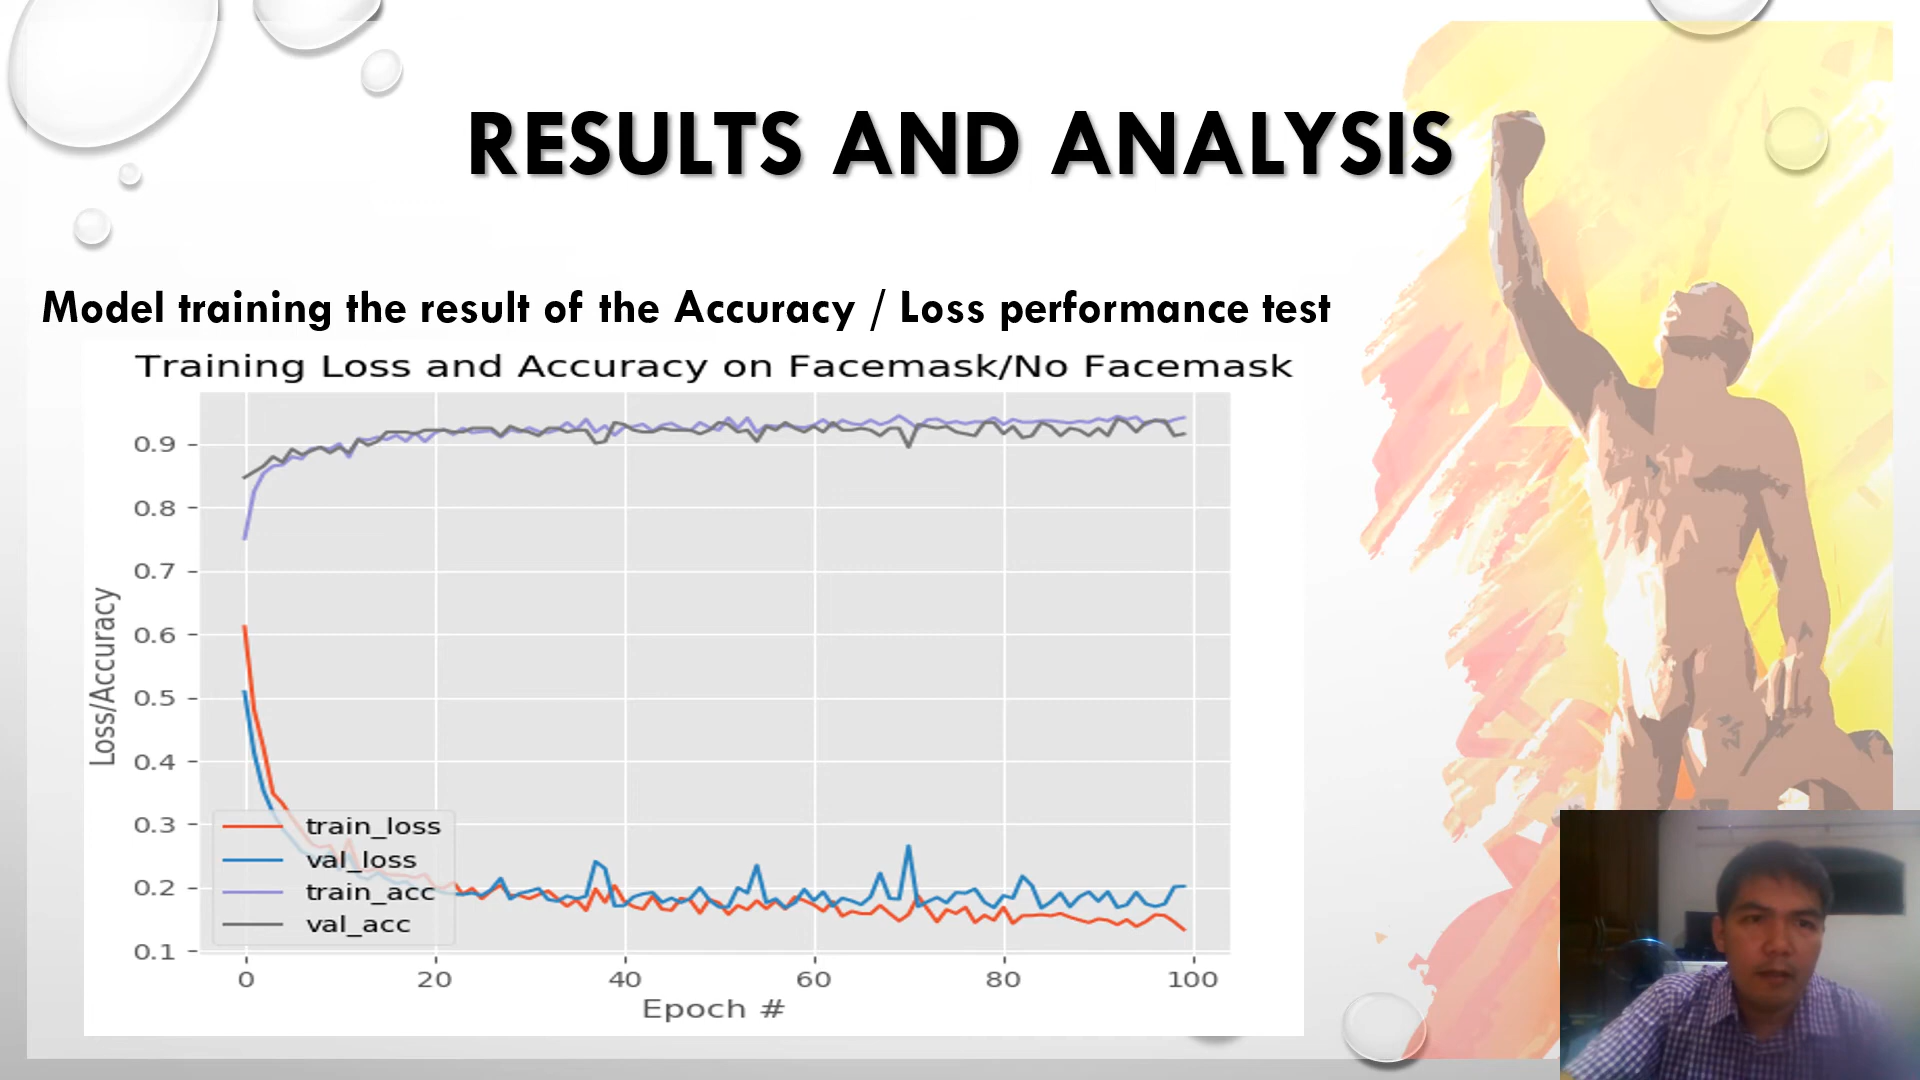 RESULTS AND ANALYSIS
Model training the result of the Accuracy / Loss performance test
Training Loss and Accuracy on Facemask/No Facemask
0.9
0.8
0.7
0.6
0.5
0.4
0.3
0.2
0.1
Loss/Accuracy
train_loss
val_loss
train_acc
val_acc
0 20 40 60 80 100
Epoch #